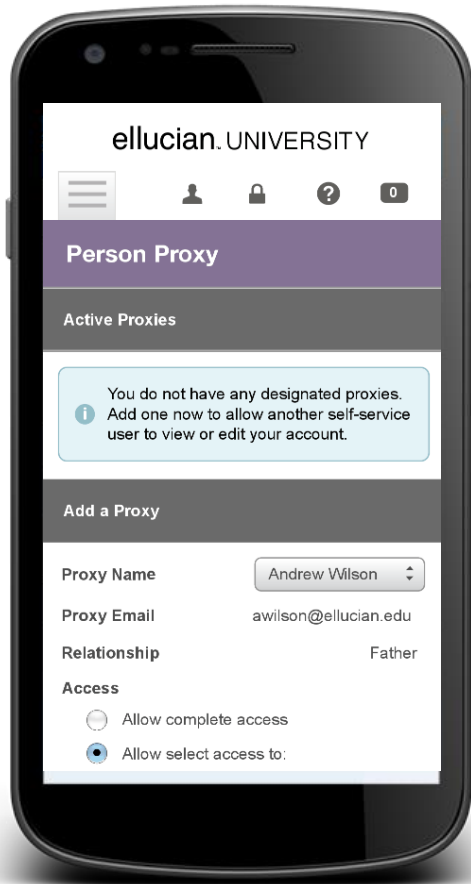 ellucian™ UNIVERSITY
0
Person Proxy
Active Proxies
You do not have any designated proxies.
Add one now to allow another self-service
user to view or edit your account.
Add a Proxy
Proxy Name Andrew Wilson
Proxy Email awilson@ellucian.edu
Relationship Father
Access
Allow complete access
Allow select access to: